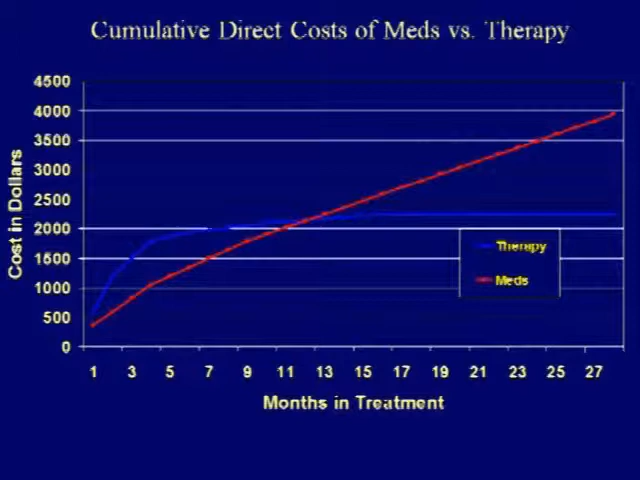 Cumulative Direct Costs of Meds vs. Therapy
4500
4000
3500
3000
2500
2000
1500
1000
500
0
Cost in Dollars
Therapy
Meds
1 3 5 7 9 11 13 15 17 19 21 23 25 27
Months in Treatment